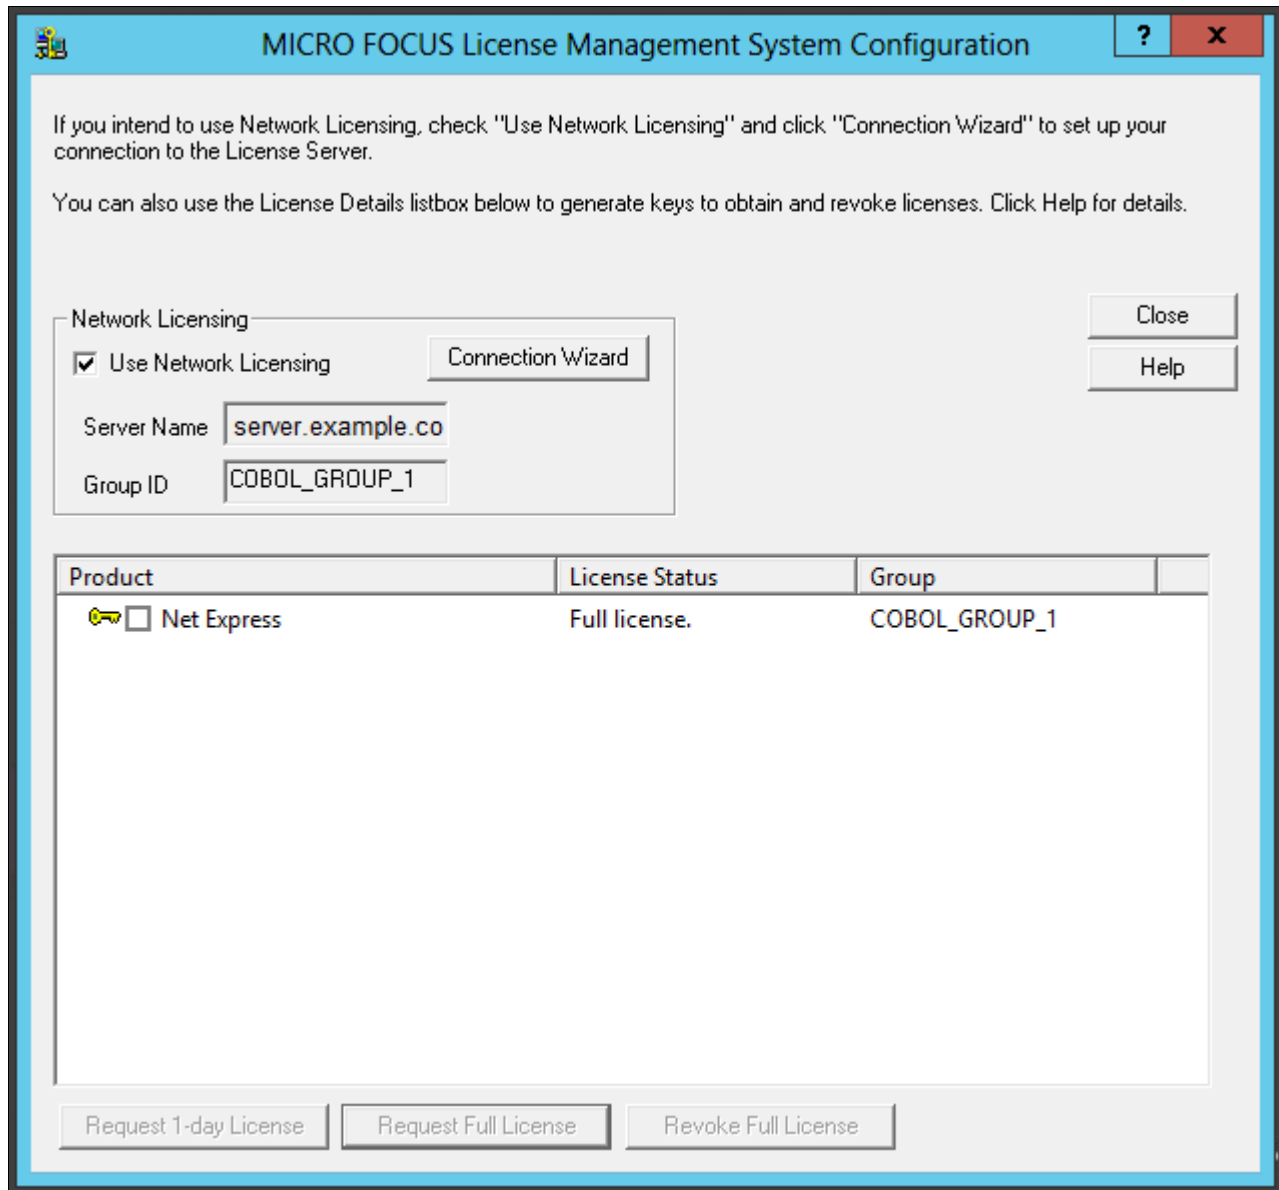 MICRO FOCUS License Management System Configuration
?
x
If you intend to use Network Licensing, check "Use Network Licensing" and click "Connection Wizard" to set up your
connection to the License Server.
You can also use the License Details listbox below to generate keys to obtain and revoke licenses. Click Help for details.
Network Licensing
Close
Use Network Licensing
Connection Wizard
Help
Server Name
server.example.co
Group ID
COBOL_GROUP_1
Product License Status Group
Net Express Full license. COBOL_GROUP_1
Request 1-day License
Request Full License
Revoke Full License